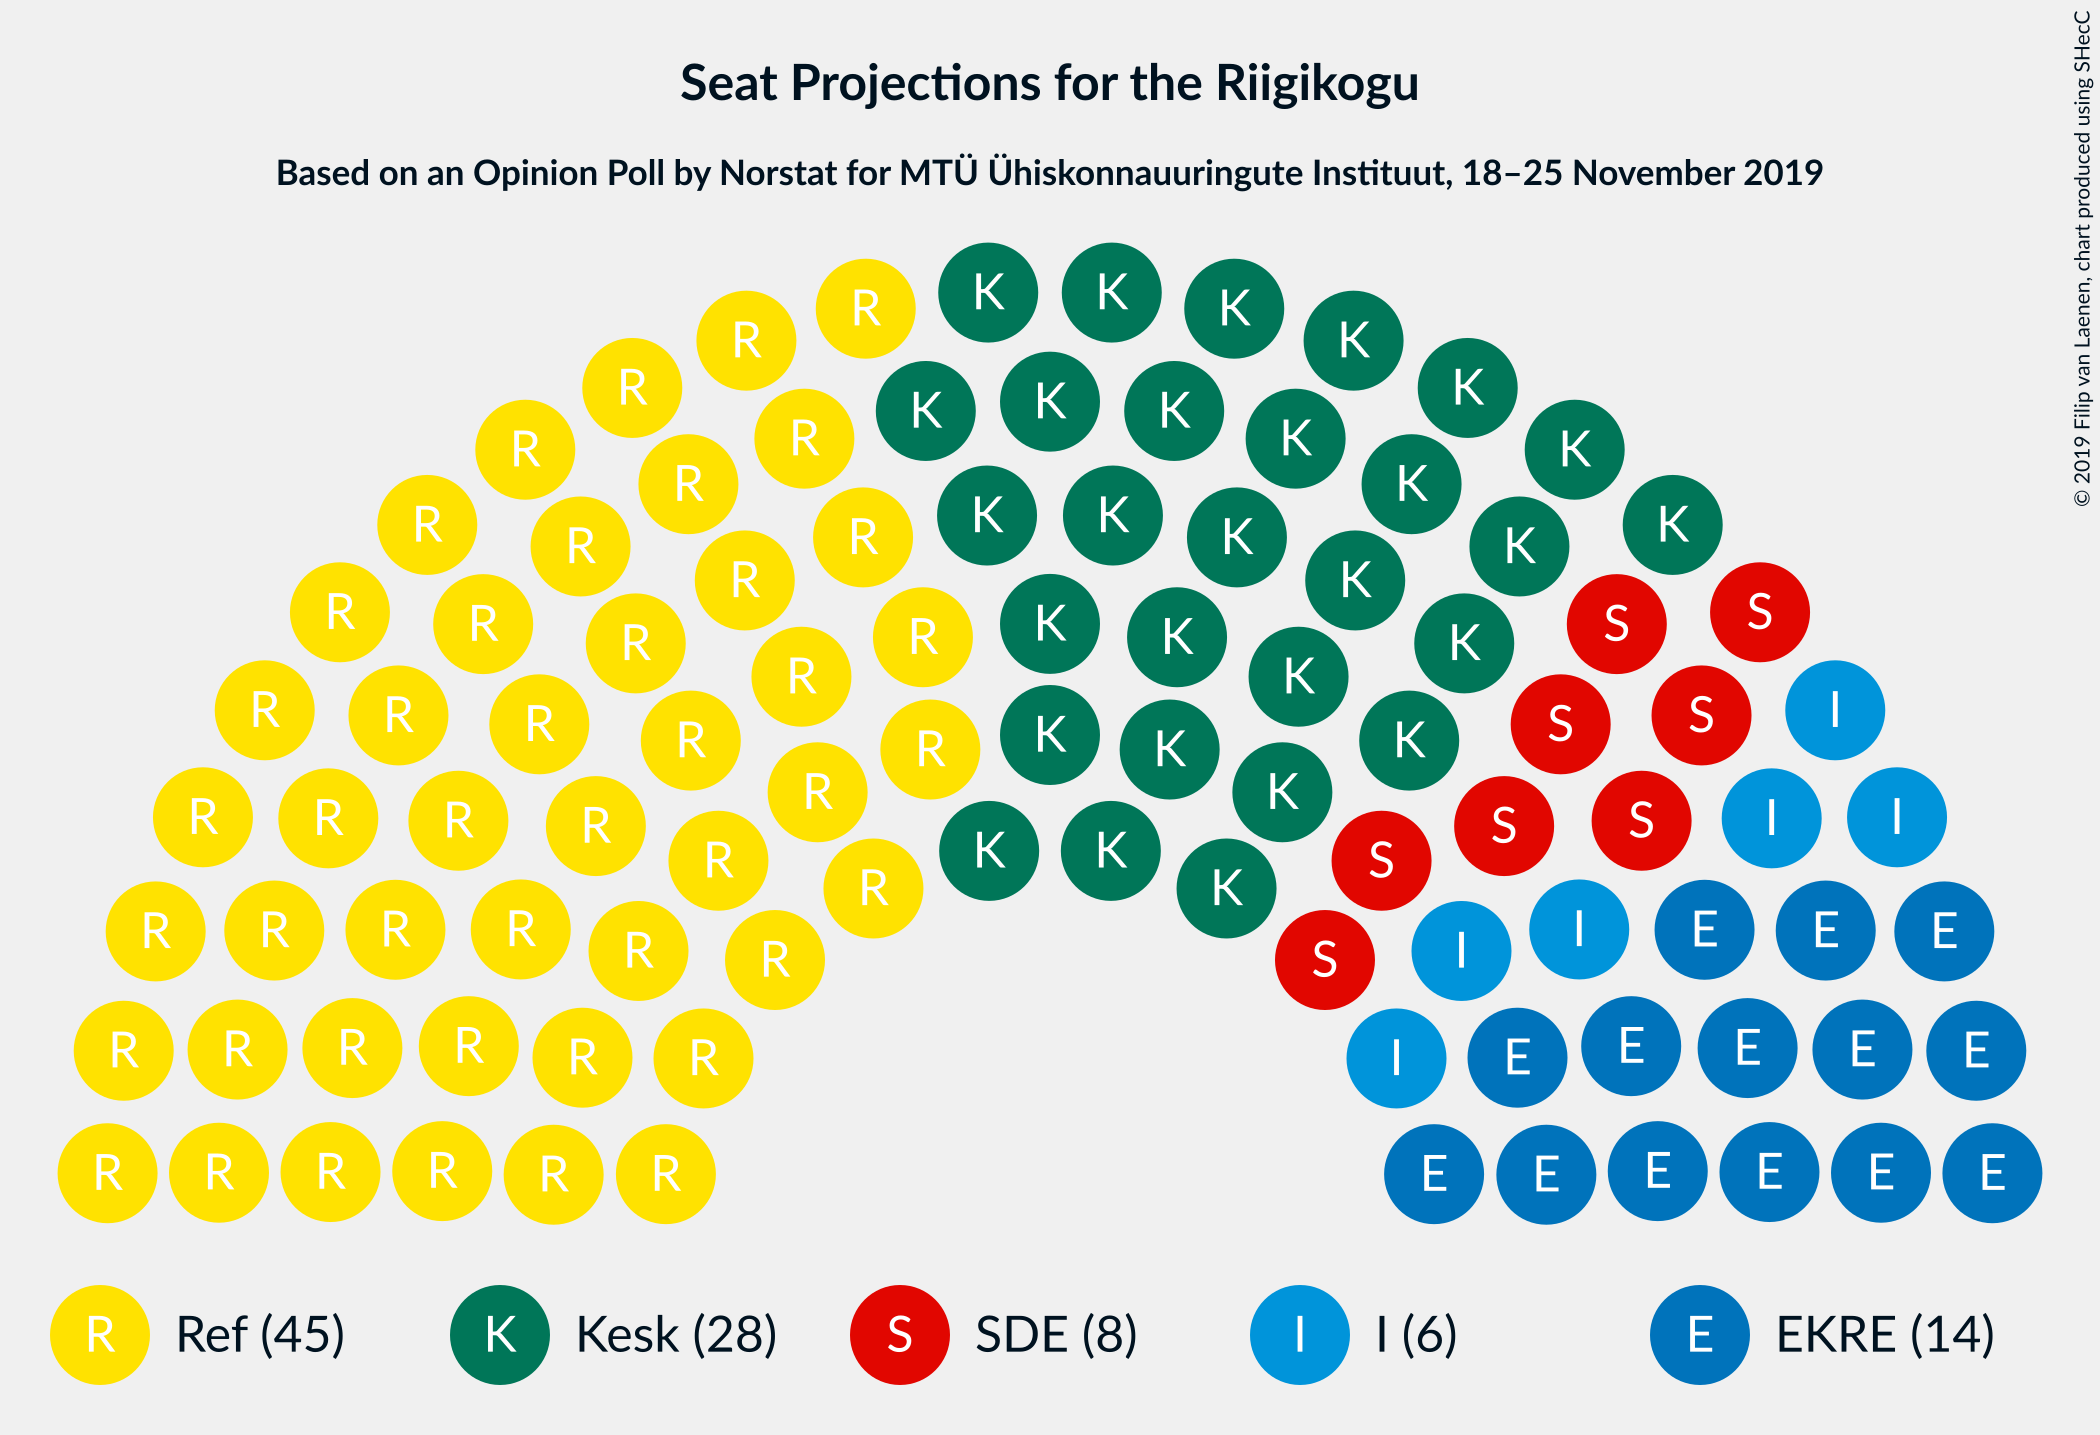 Seat Projections for the Riigikogu
Based on an Opinion Poll by Norstat for MTÜ Ühiskonnauuringute Instituut, 18–25 November 2019
© 2019 Filip van Laenen, chart produced using SHecC
K K
R K
R K
R K
R K
R K
R S
R I
R I
R E
R E
R E
K
K K
R K
R K
R K
R S
R S
R I
R E
R E
R E
K K
R K
R K
R K
R S
R S
R E
R E
R E
K
R K
R K
R K
R S
R I
R E
R E
K
R K
R K
R S
R I
R E
R E
K K
R K
R S
R I
R E
R Ref (45)
K Kesk (28)
S SDE (8)
I I (6)
E EKRE (14)